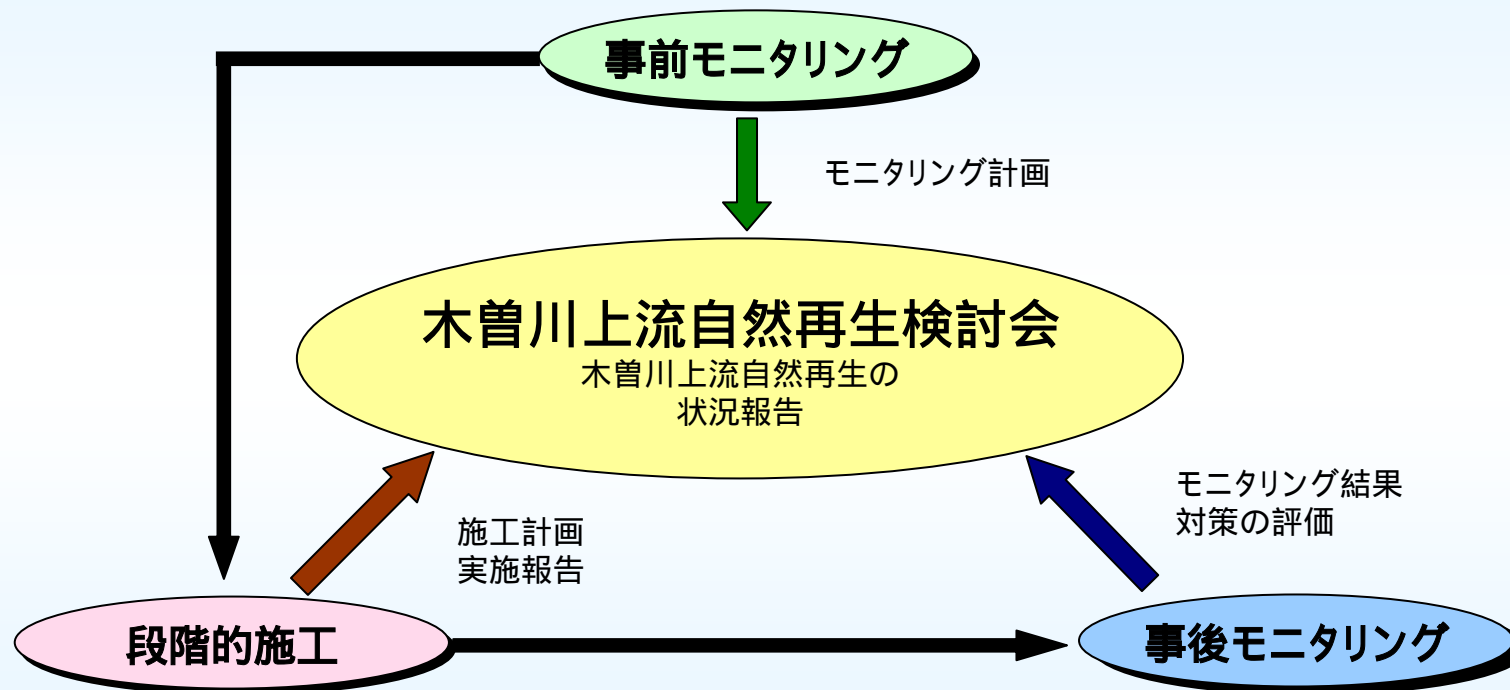 事前モニタリング
モニタリング計画
木曽川上流自然再生検討会
木曽川上流自然再生の
状況報告
施工計画
実施報告
モニタリング結果
対策の評価
段階的施工
事後モニタリング